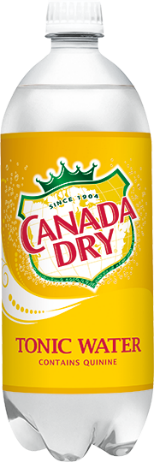 SINCE 1904
CANADA
DRY
TONIC WATER
CONTAINS QUININE